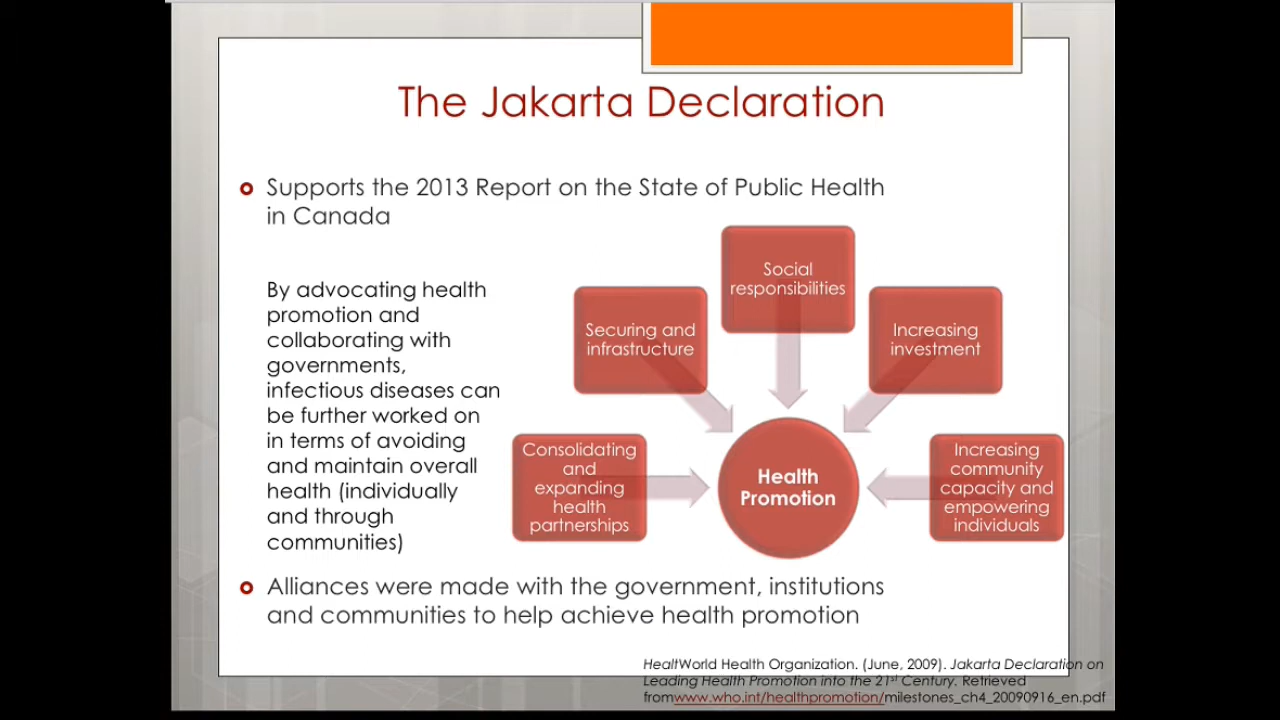 The Jakarta Declaration
Supports the 2013 Report on the State of Public Health
in Canada
By advocating health
promotion and
collaborating with
governments,
infectious diseases can
be further worked on
in terms of avoiding
and maintain overall
health (individually
and through
communities)
Consolidating
and
expanding
health
partnerships
Securing and
infrastructure
Social
responsibilities
Increasing
investment
Increasing
community
capacity and
empowering
individuals
Health
Promotion
Alliances were made with the government, institutions
and communities to help achieve health promotion
HealtWorld Health Organization. (June, 2009). Jakarta Declaration on
Leading Health Promotion into the 21st Century. Retrieved
fromwww.who.int/healthpromotion/milestones_ch4_20090916_en.pdf